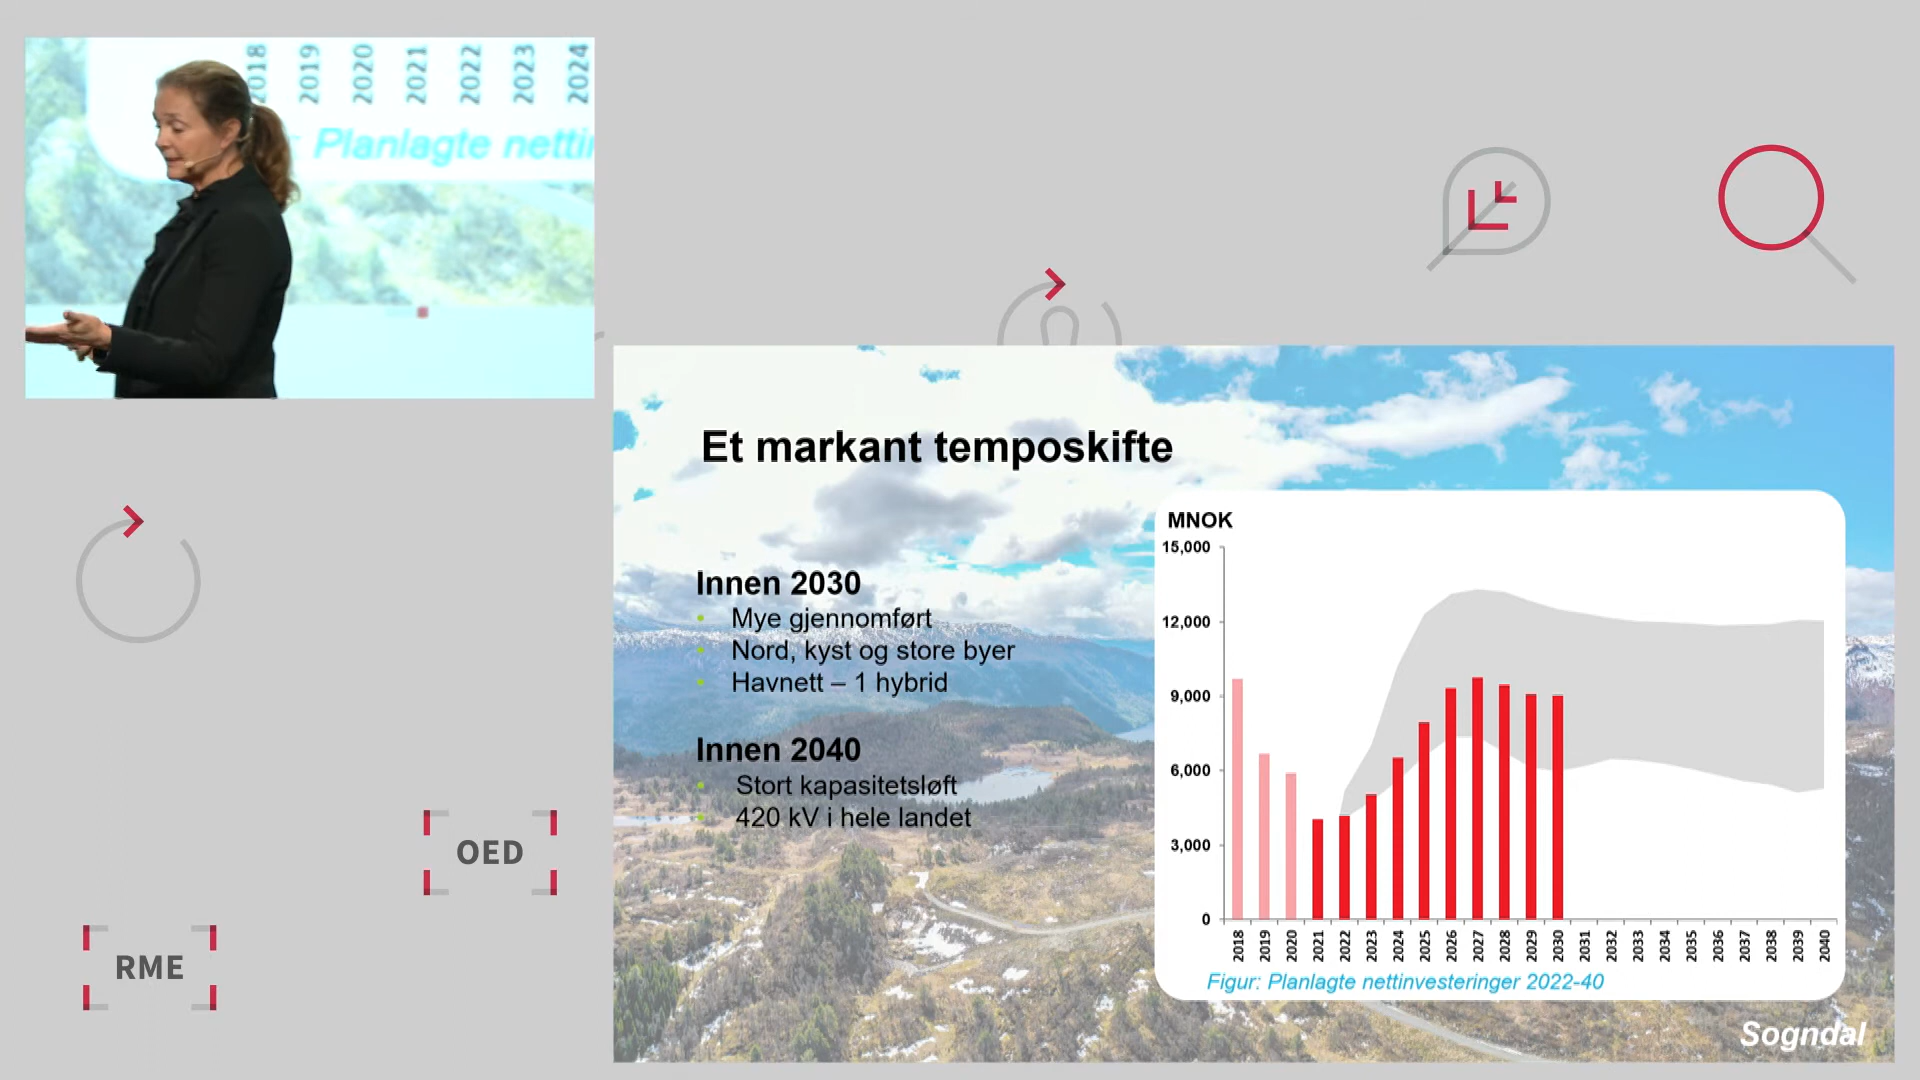 2018 2019 2020 2021 2022 2023 2024
: Planlagte nettin
Et markant temposkifte
Innen 2030
• Mye gjennomført
• Nord, kyst og store byer
• Havnett – 1 hybrid
Innen 2040
• Stort kapasitetsløft
• 420 kV i hele landet
MNOK
15,000
12,000
9,000
6,000
3,000
0
2018 2019 2020 2021 2022 2023 2024 2025 2026 2027 2028 2029 2030 2031 2032 2033 2034 2035 2036 2037 2038 2039 2040
Figur: Planlagte nettinvesteringer 2022-40
Sogndal
OED
RME